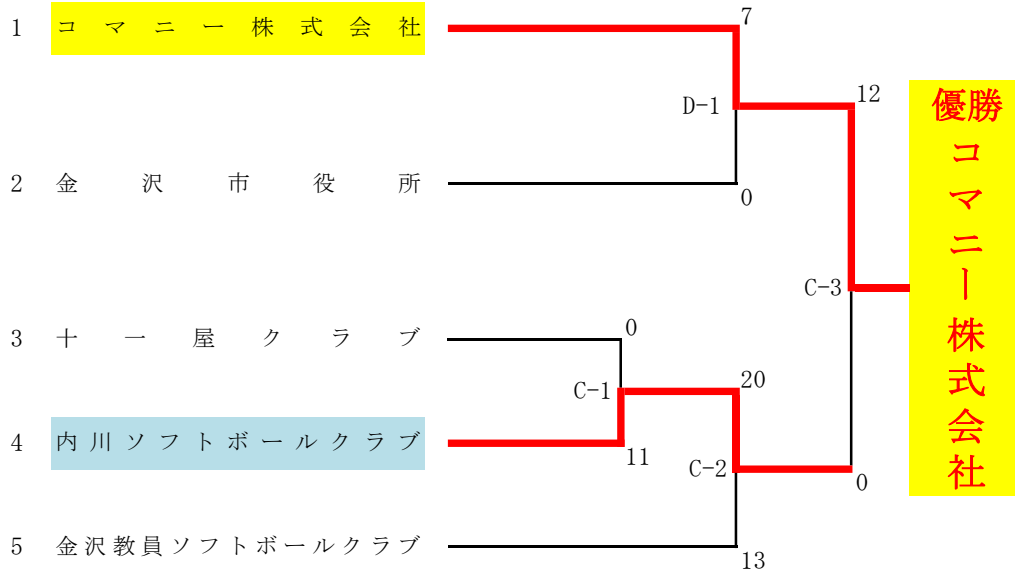 1 コマニー株式会社
7
D-1
12
2 金沢市役所
0
C-3
3 十一屋クラブ
0
C-1
20
4 内川ソフトボールクラブ
11
C-2
0
5 金沢教員ソフトボールクラブ
13
優勝
コマニー株式会社